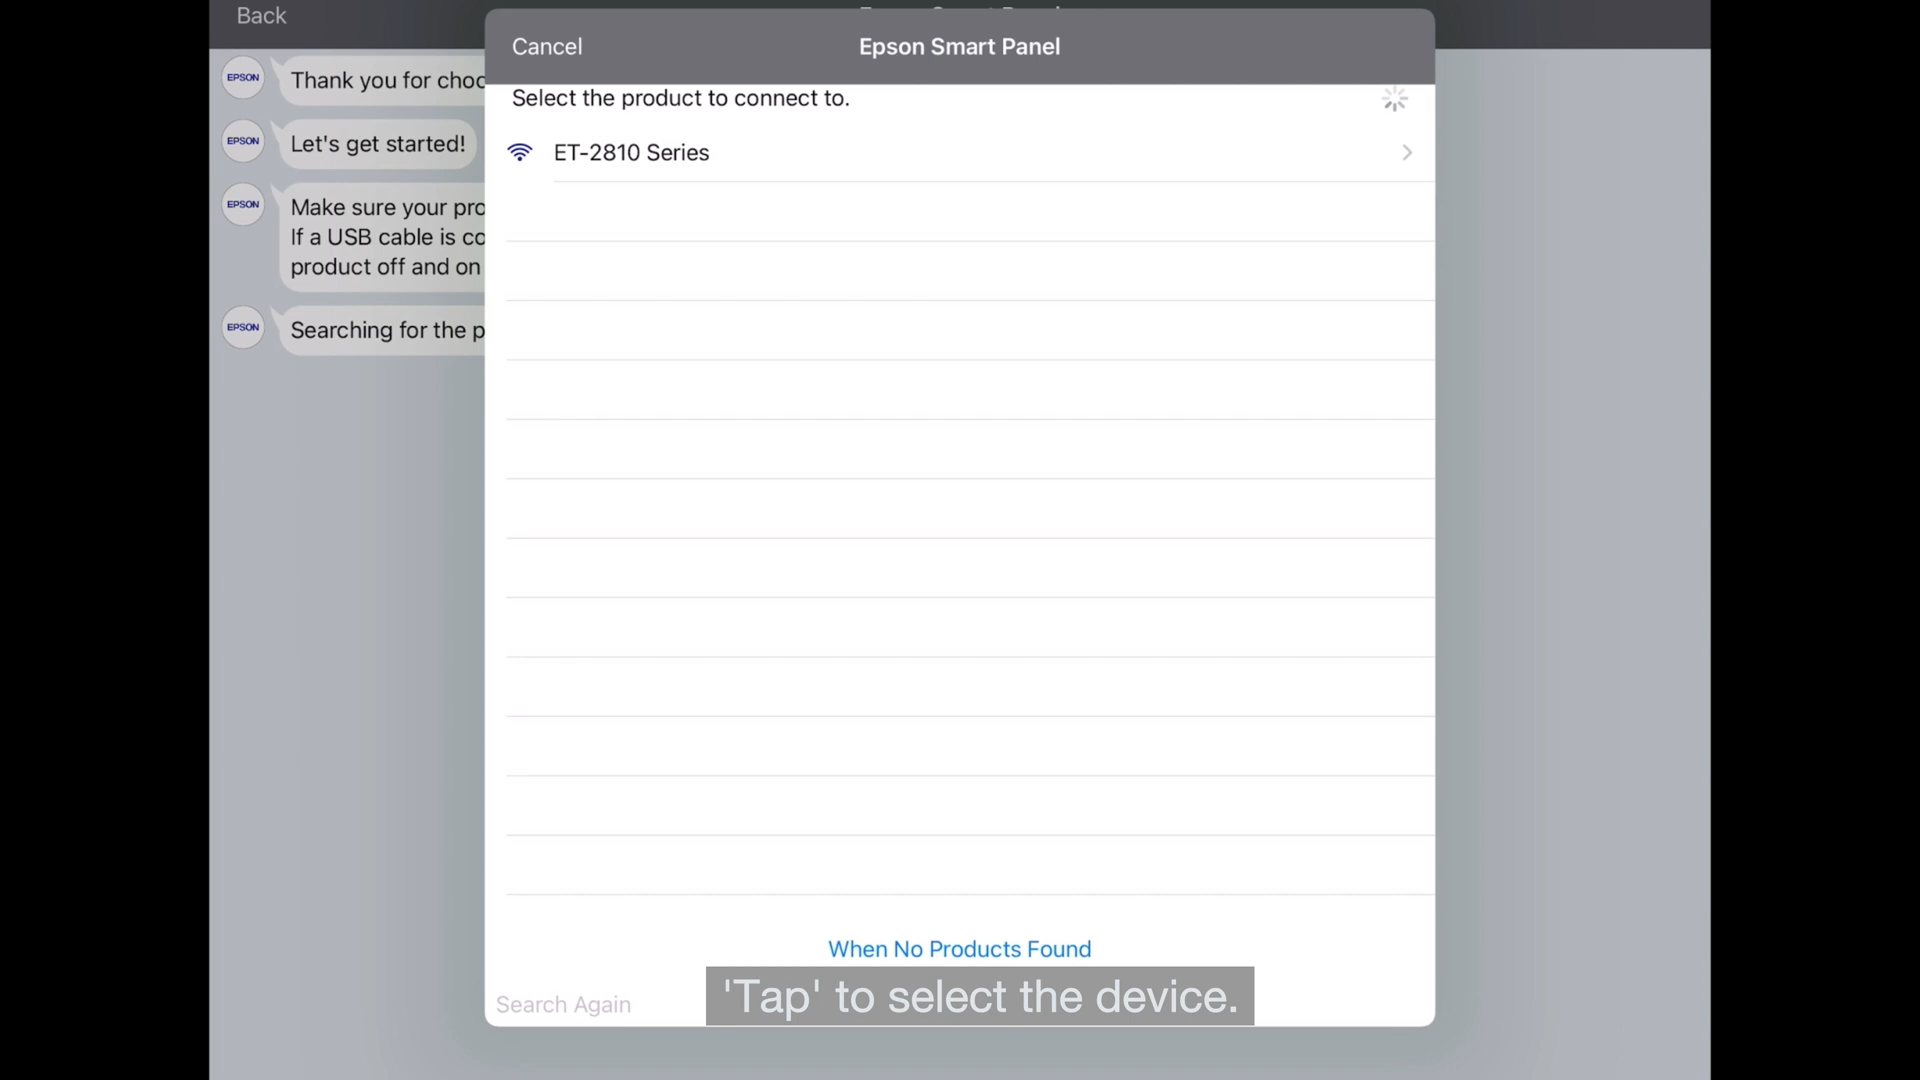 Back
Cancel
Epson Smart Panel
Select the product to connect to.
ET-2810 Series
EPSON
Thank you for choo
EPSON
Let's get started!
EPSON
Make sure your pro
If a USB cable is co
product off and on
EPSON
Searching for the p
When No Products Found
Search Again
'Tap' to select the device.